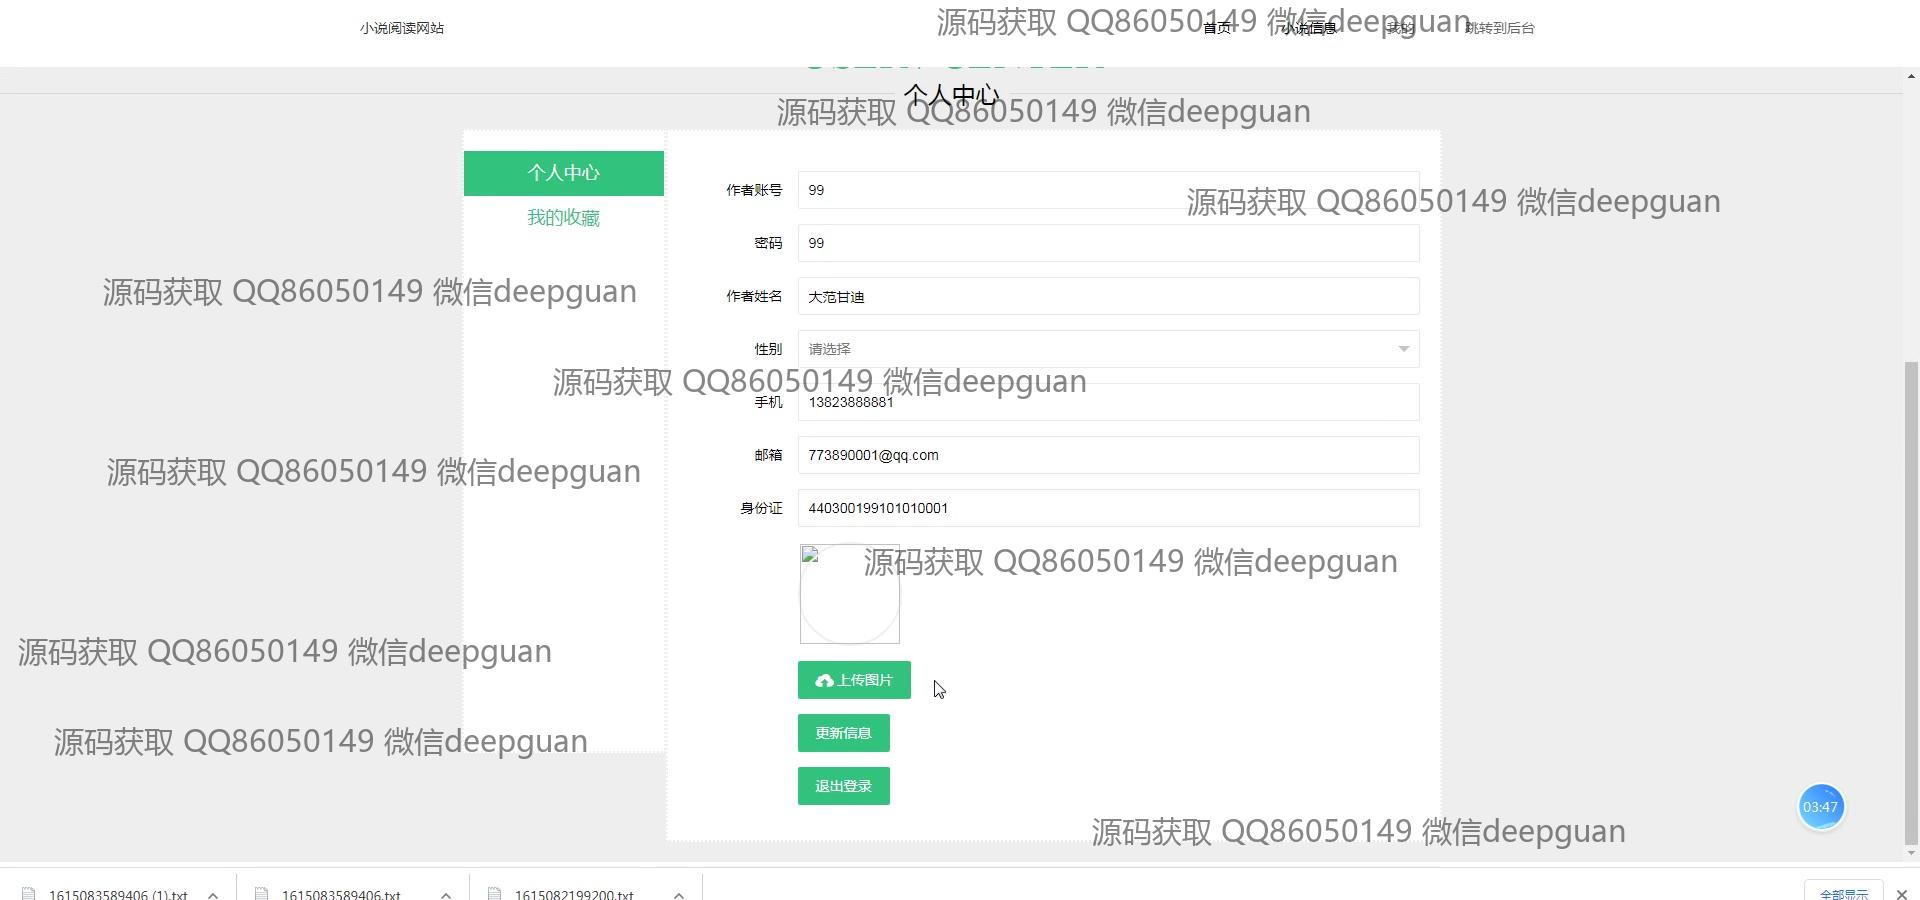 小说阅读网站
首页
小说信息
我的
跳转到后台
源码获取 QQ86050149 微信deepguan
个人中心
源码获取 QQ86050149 微信deepguan
个人中心
我的收藏
作者账号 99
源码获取 QQ86050149 微信deepguan
密码 99
源码获取 QQ86050149 微信deepguan
作者姓名 大范甘迪
性别 请选择
源码获取 QQ86050149 微信deepguan
手机 13823888881
邮箱 773890001@qq.com
源码获取 QQ86050149 微信deepguan
身份证 440300199101010001
源码获取 QQ86050149 微信deepguan
源码获取 QQ86050149 微信deepguan
上传图片
更新信息
源码获取 QQ86050149 微信deepguan
退出登录
03:47
源码获取 QQ86050149 微信deepguan
1615083589406 (1).txt
1615083589406.txt
1615082199200.txt
全部显示